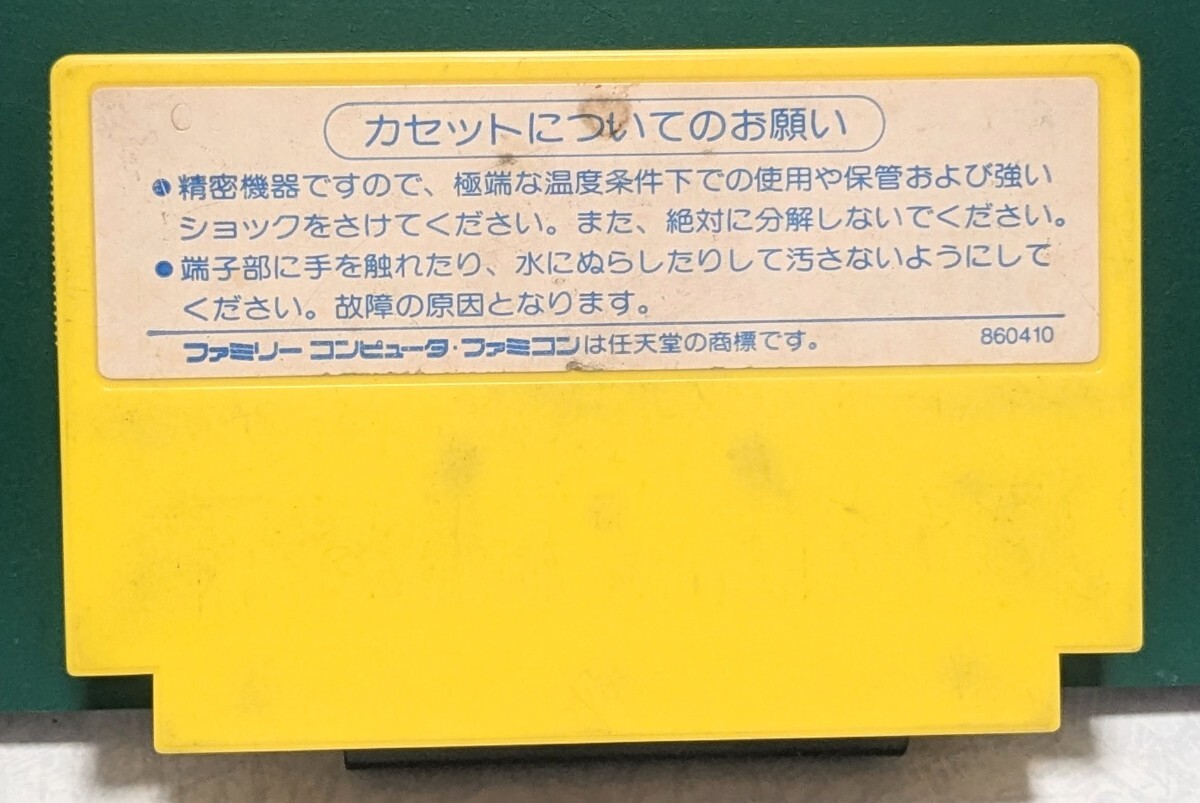 カセットについてのお願い
●精密機器ですので、極端な温度条件下での使用や保管および強い
ショックをさけてください。また、絶対に分解しないでください。
●端子部に手を触れたり、水にぬらしたりして汚さないようにして
ください。故障の原因となります。
ファミリーコンピュータ・ファミコンは任天堂の商標です。
860410